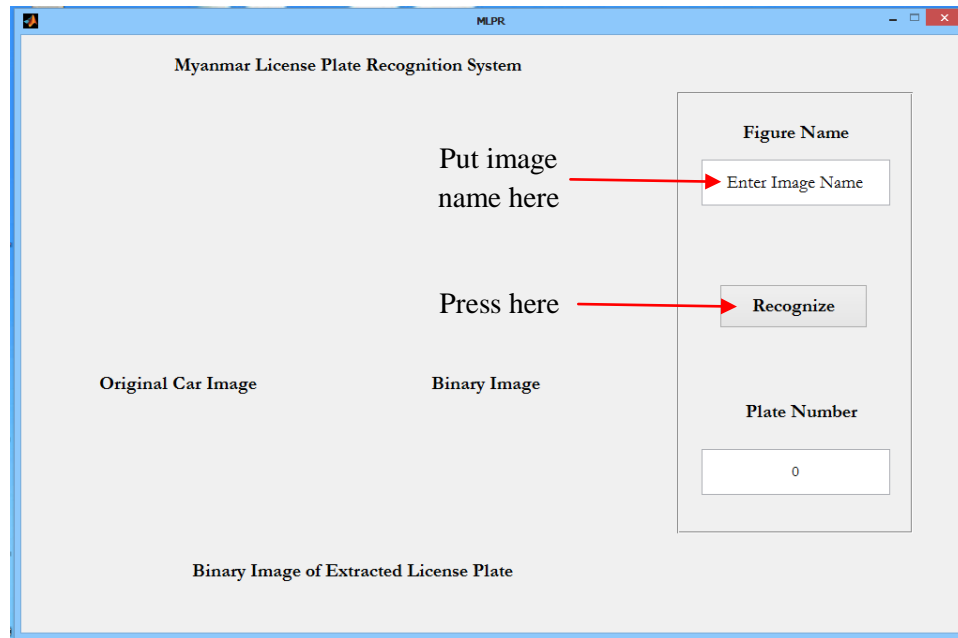 MLPR
Myanmar License Plate Recognition System
Figure Name
Put image
name here
Enter Image Name
Press here
Recognize
Original Car Image
Binary Image
Plate Number
0
Binary Image of Extracted License Plate